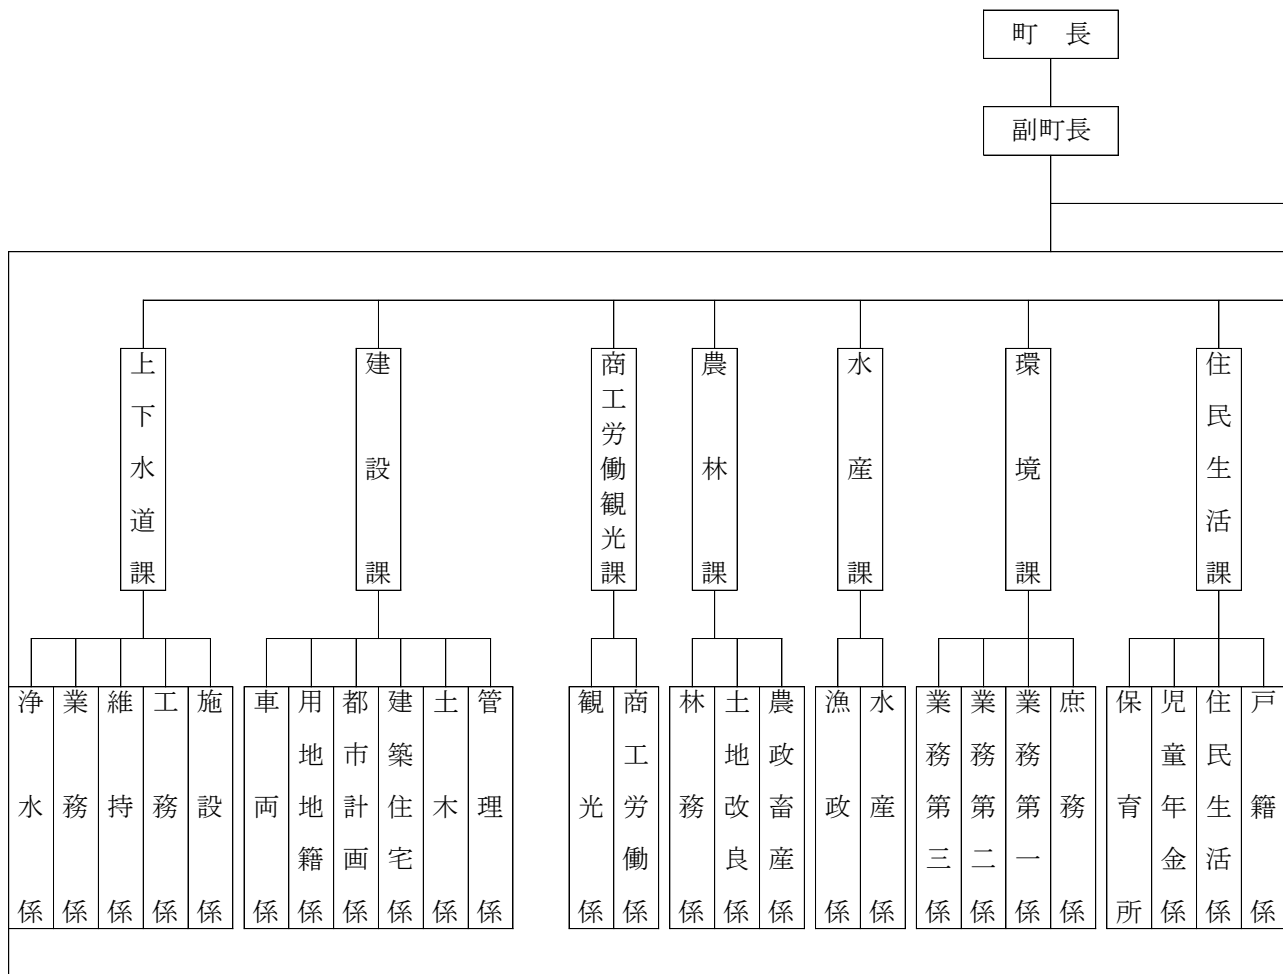 町　長
副町長
住民生活課
環境課
水産課
農林課
商工労働観光課
建設課
上下水道課
戸籍係
住民生活係
児童年金係
保育所
庶務係
業務第一係
業務第二係
業務第三係
水産係
漁政係
農政畜産係
土地改良係
林務係
商工労働係
観光係
管理係
土木係
建築住宅係
都市計画係
用地地籍係
車両係
施設係
工務係
維持係
業務係
浄水係